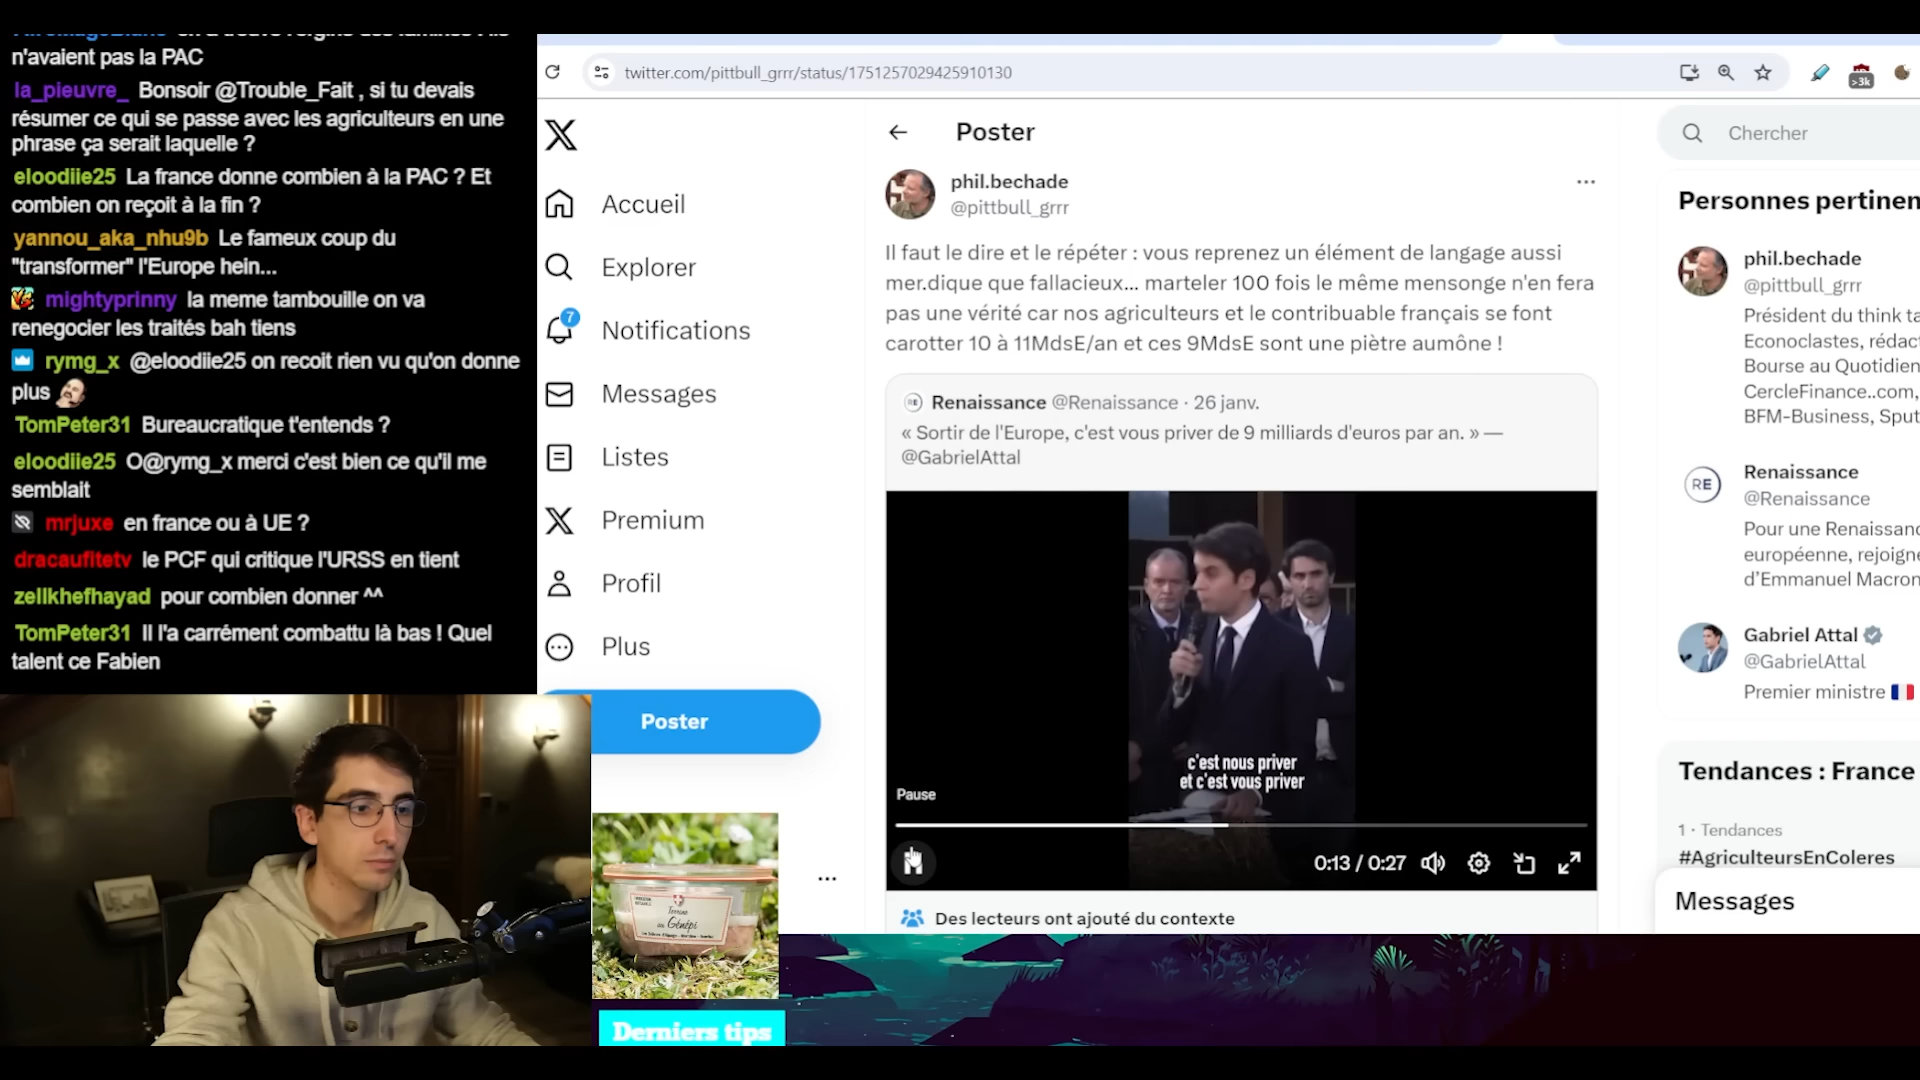 n'avaient pas la PAC
la_pieuvre_ Bonsoir @Trouble_Fait , si tu devais
résumer ce qui se passe avec les agriculteurs en une
phrase ça serait laquelle ?
eloodiie25 La france donne combien à la PAC ? Et
combien on reçoit à la fin ?
yannou_aka_nhu9b Le fameux coup du
"transformer" l'Europe hein...
mightyprinny la meme tambouille on va
renegocier les traités bah tiens
rymg_x @eloodiie25 on recoit rien vu qu'on donne
plus
TomPeter31 Bureaucratique t'entends ?
eloodiie25 O@rymg_x merci c'est bien ce qu'il me
semblait
mrjuxe en france ou à UE ?
dracaufitetv le PCF qui critique l'URSS en tient
zellkhefhayad pour combien donner ^^
TomPeter31 Il l'a carrément combattu là bas ! Quel
talent ce Fabien
twitter.com/pittbull_grrr/status/1751257029425910130
>3k
Accueil
Explorer
7
Notifications
Messages
Listes
Premium
Profil
Plus
Poster
Poster
phil.bechade
@pittbull_grrr
Il faut le dire et le répéter : vous reprenez un élément de langage aussi
mer.dique que fallacieux... marteler 100 fois le même mensonge n'en fera
pas une vérité car nos agriculteurs et le contribuable français se font
carotter 10 à 11MdsE/an et ces 9MdsE sont une piètre aumône !
RE Renaissance @Renaissance · 26 janv.
« Sortir de l'Europe, c'est vous priver de 9 milliards d'euros par an. » —
@GabrielAttal
c'est nous priver
et c'est vous priver
Pause
0:13 / 0:27
Des lecteurs ont ajouté du contexte
Chercher
Personnes pertinen
phil.bechade
@pittbull_grrr
Président du think ta
Econoclastes, rédact
Bourse au Quotidien
CercleFinance..com,
BFM-Business, Sput
RE
Renaissance
@Renaissance
Pour une Renaissanc
européenne, rejoigne
d'Emmanuel Macron
Gabriel Attal
@GabrielAttal
Premier ministre
Tendances : France
1 · Tendances
#AgriculteursEnColeres
Messages
Terrine
au Génépi
Derniers tips